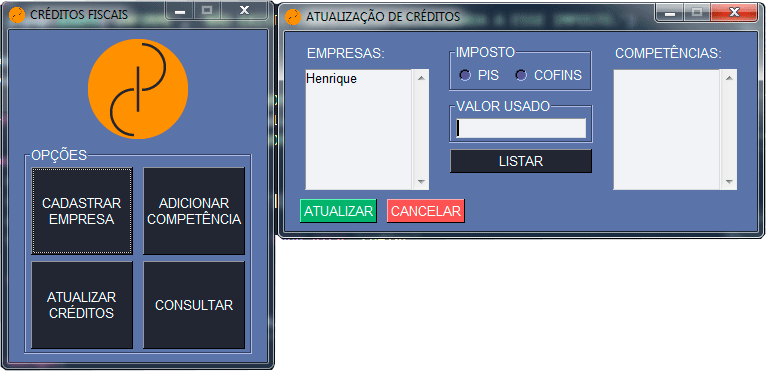 CRÉDITOS FISCAIS
OPÇÕES
CADASTRAR
EMPRESA
ADICIONAR
COMPETÊNCIA
ATUALIZAR
CRÉDITOS
CONSULTAR
ATUALIZAÇÃO DE CRÉDITOS
EMPRESAS:
Henrique
IMPOSTO
PIS COFINS
VALOR USADO
LISTAR
COMPETÊNCIAS:
ATUALIZAR CANCELAR